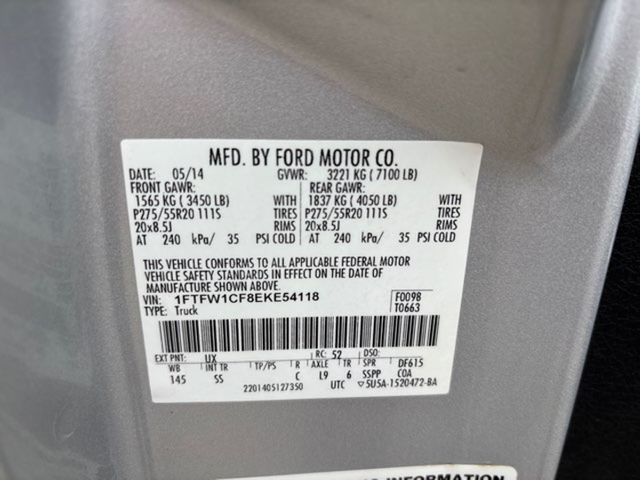 MFD. BY FORD MOTOR CO.
DATE: 05/14 GVWR: 3221 KG ( 7100 LB)
FRONT GAWR: REAR GAWR:
1565 KG ( 3450 LB) WITH 1837 KG ( 4050 LB) WITH
P275/55R20 111S TIRES P275/55R20 111S TIRES
20x8.5J RIMS 20x8.5J RIMS
AT 240 kPa/ 35 PSI COLD AT 240 kPa/ 35 PSI COLD
THIS VEHICLE CONFORMS TO ALL APPLICABLE FEDERAL MOTOR
VEHICLE SAFETY STANDARDS IN EFFECT ON THE DATE OF
MANUFACTURE SHOWN ABOVE.
VIN: 1FTFW1CF8EKE54118 F0098
TYPE: Truck T0663
EXT PNT: UX RC: 52 DSO:
WB INT TR TP/PS R AXLE TR SPR DF615
145 SS C L9 6 SSPP COA
2201405127350 UTC 5U5A-1520472-BA
INFORMATION